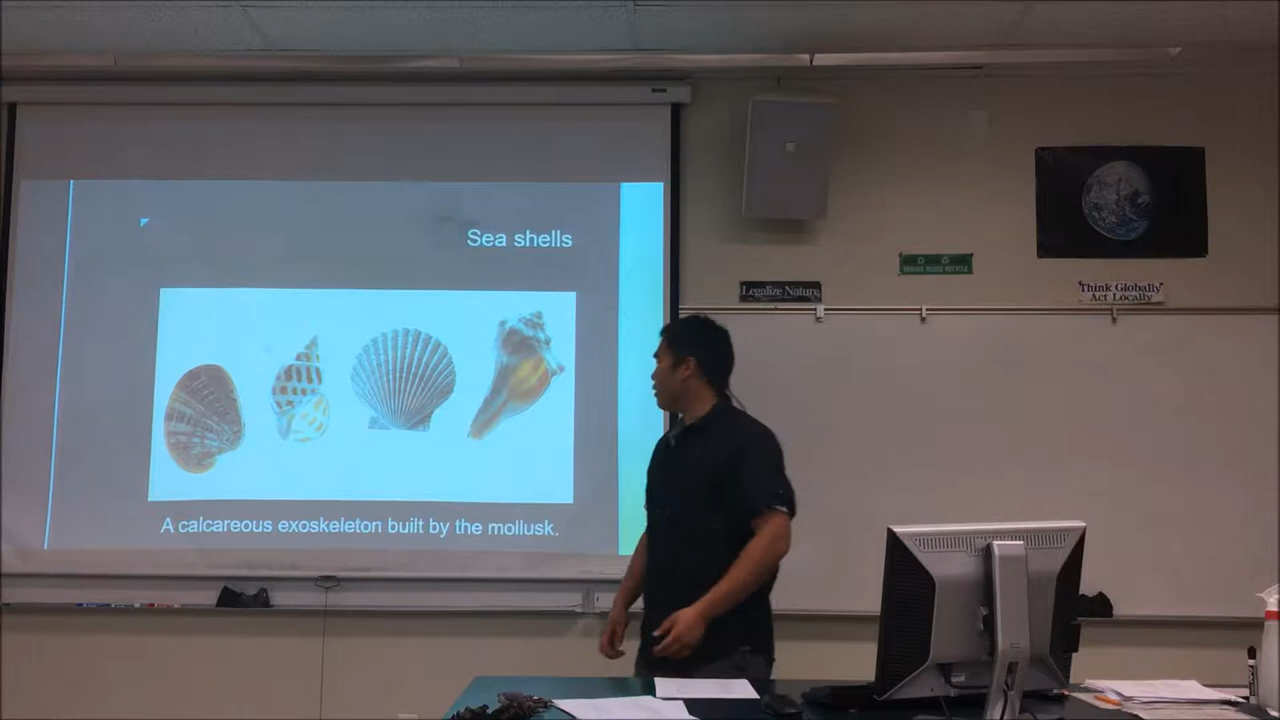 Sea shells
A calcareous exoskeleton built by the mollusk.
Legalize Nature
REDUCE REUSE RECYCLE
Think Globally
Act Locally